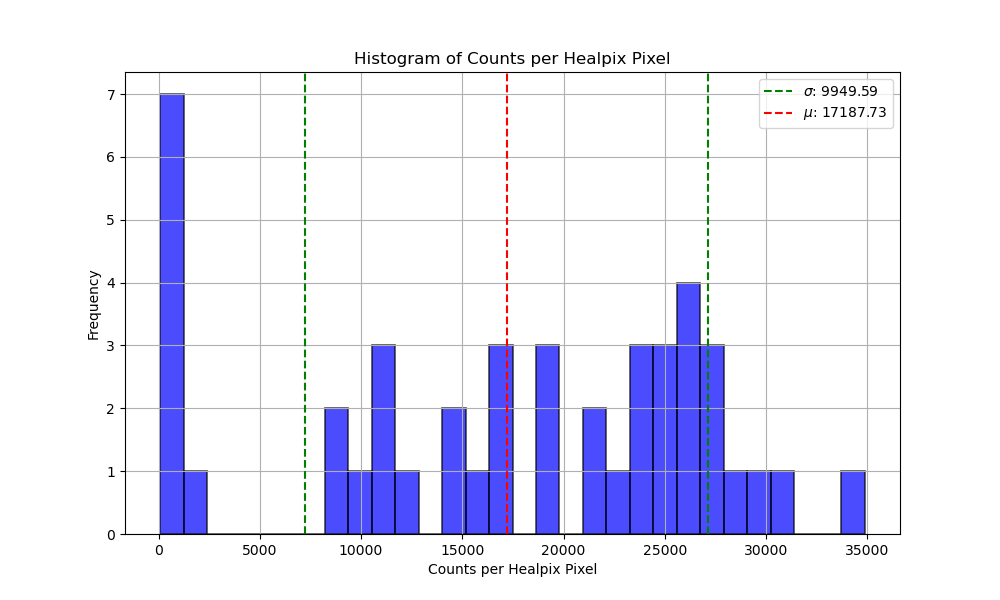 Histogram of Counts per Healpix Pixel
σ: 9949.59
μ: 17187.73
7
6
5
4
3
2
1
0
Frequency
0 5000 10000 15000 20000 25000 30000 35000
Counts per Healpix Pixel